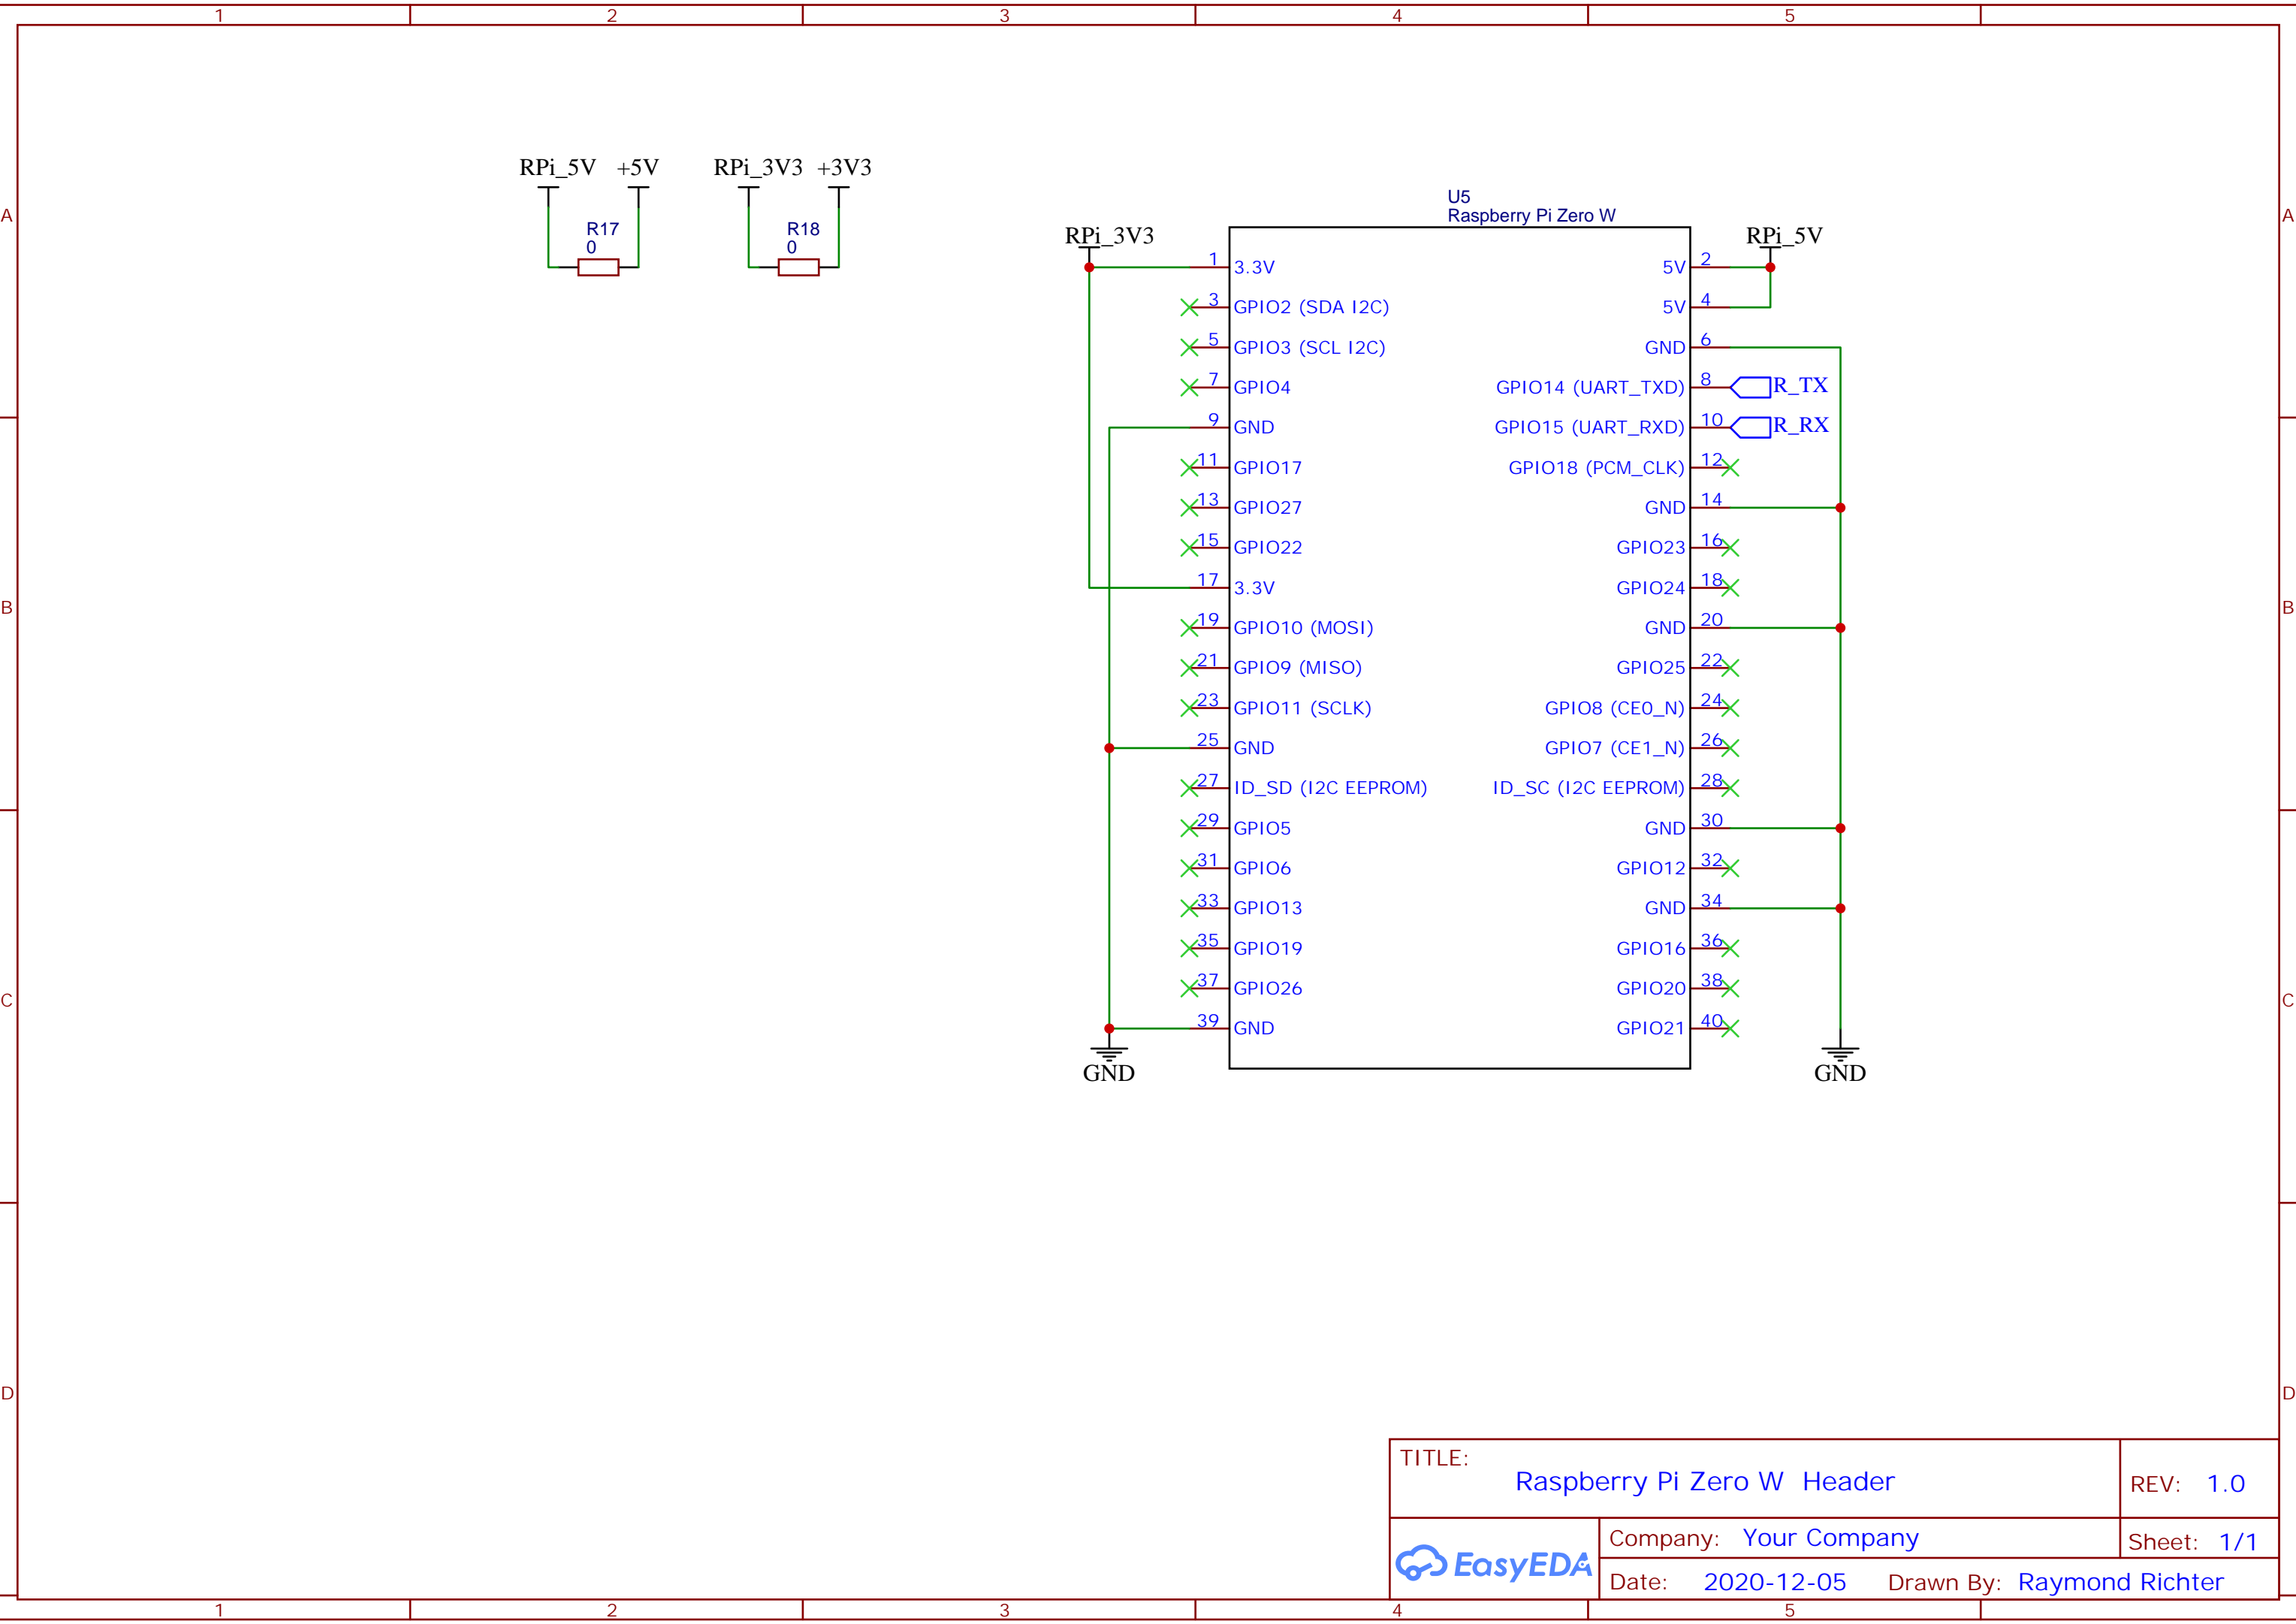 1 2 3 4 5
RPi_5V +5V RPi_3V3 +3V3
R17
0
R18
0
U5
Raspberry Pi Zero W
A A
RPi_3V3 RPi_5V
1 3.3V 5V 2
3 GPIO2 (SDA I2C) 5V 4
5 GPIO3 (SCL I2C) GND 6
7 GPIO4 GPIO14 (UART_TXD) 8 R_TX
9 GND GPIO15 (UART_RXD) 10 R_RX
11 GPIO17 GPIO18 (PCM_CLK) 12
13 GPIO27 GND 14
15 GPIO22 GPIO23 16
17 3.3V GPIO24 18
B B
19 GPIO10 (MOSI) GND 20
21 GPIO9 (MISO) GPIO25 22
23 GPIO11 (SCLK) GPIO8 (CE0_N) 24
25 GND GPIO7 (CE1_N) 26
27 ID_SD (I2C EEPROM) ID_SC (I2C EEPROM) 28
29 GPIO5 GND 30
31 GPIO6 GPIO12 32
33 GPIO13 GND 34
35 GPIO19 GPIO16 36
37 GPIO26 GPIO20 38
C C
39 GND GPIO21 40
GND GND
D D
TITLE:
Raspberry Pi Zero W Header
REV: 1.0
EasyEDA
Company: Your Company
Sheet: 1/1
Date: 2020-12-05 Drawn By: Raymond Richter
1 2 3 4 5